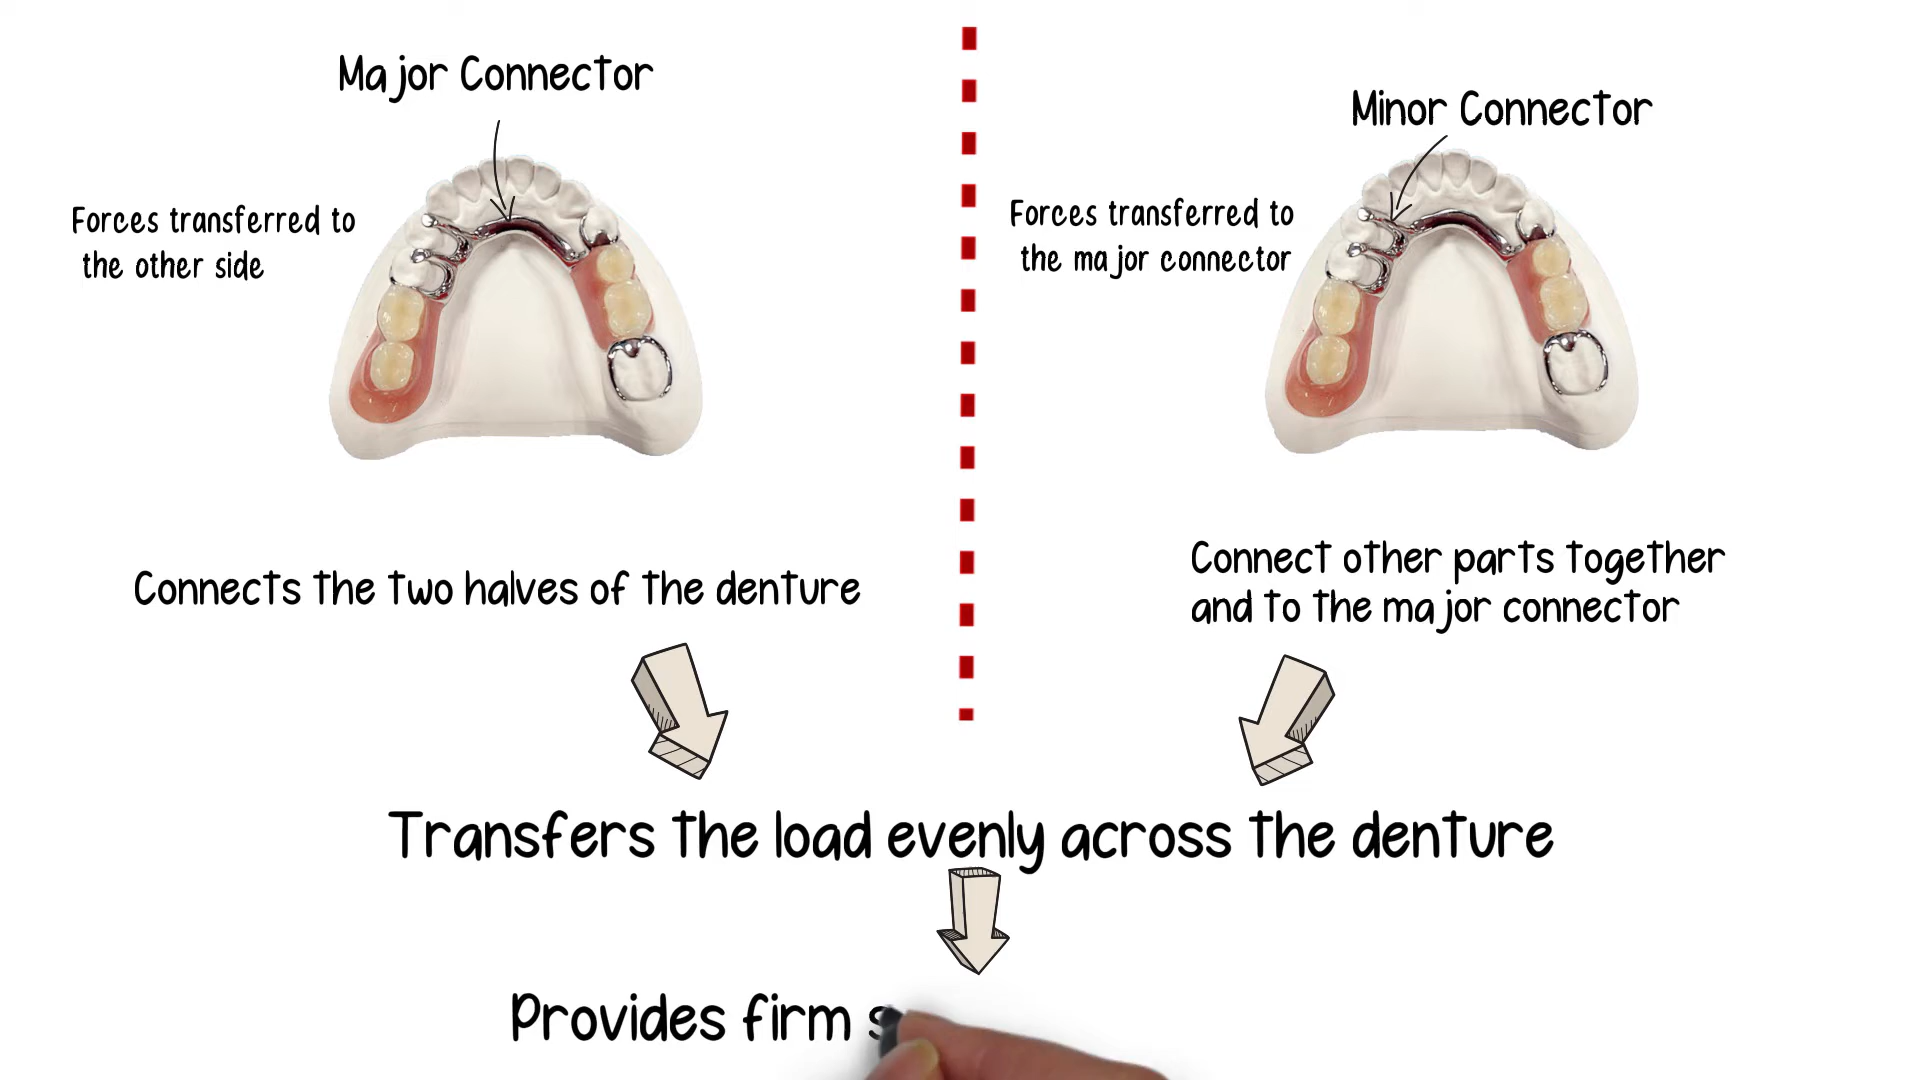 Major Connector
Forces transferred to
the other side
Connects the two halves of the denture
Minor Connector
Forces transferred to
the major connector
Connect other parts together
and to the major connector
Transfers the load evenly across the denture
Provides firm